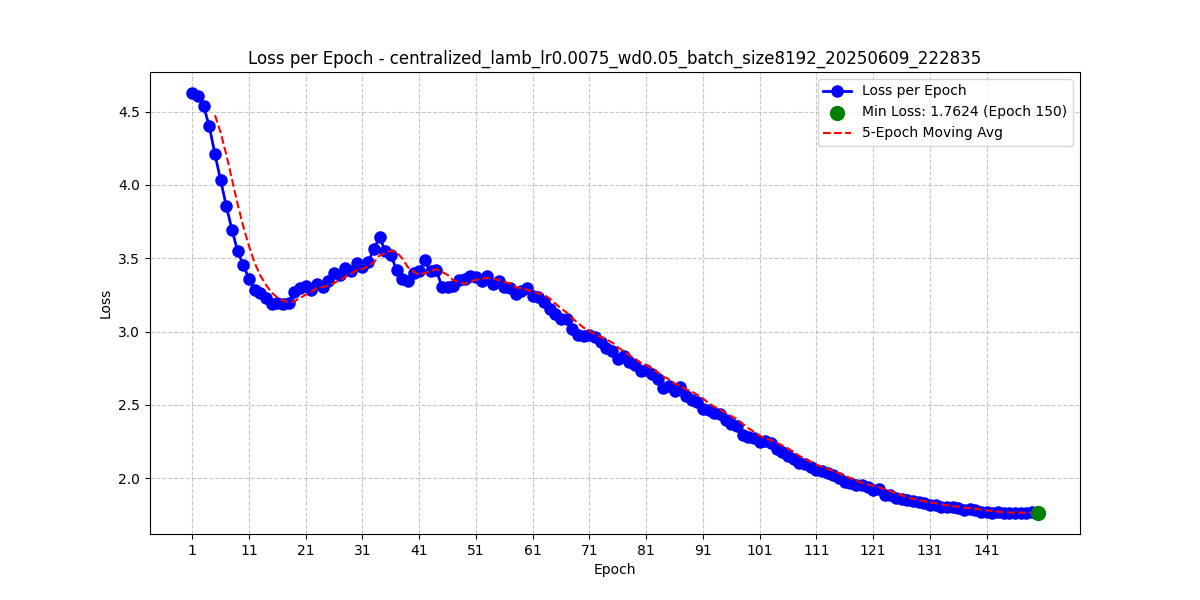 Loss per Epoch - centralized_lamb_lr0.0075_wd0.05_batch_size8192_20250609_222835
Loss per Epoch
Min Loss: 1.7624 (Epoch 150)
5-Epoch Moving Avg
4.5
4.0
3.5
3.0
2.5
2.0
Loss
1 11 21 31 41 51 61 71 81 91 101 111 121 131 141
Epoch